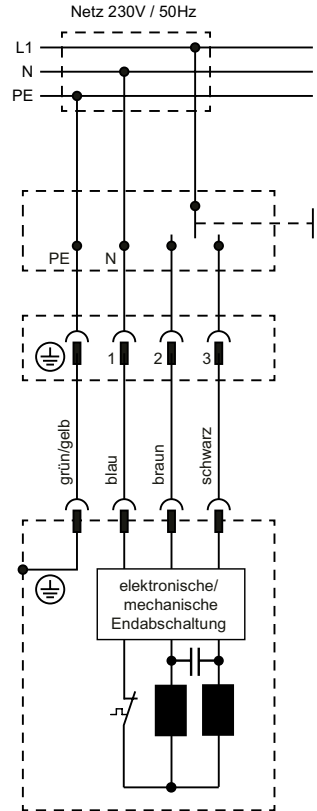 Netz 230V / 50Hz
L1
N
PE
PE
N
1
2
3
grün/gelb
blau
braun
schwarz
elektronische/
mechanische
Endabschaltung